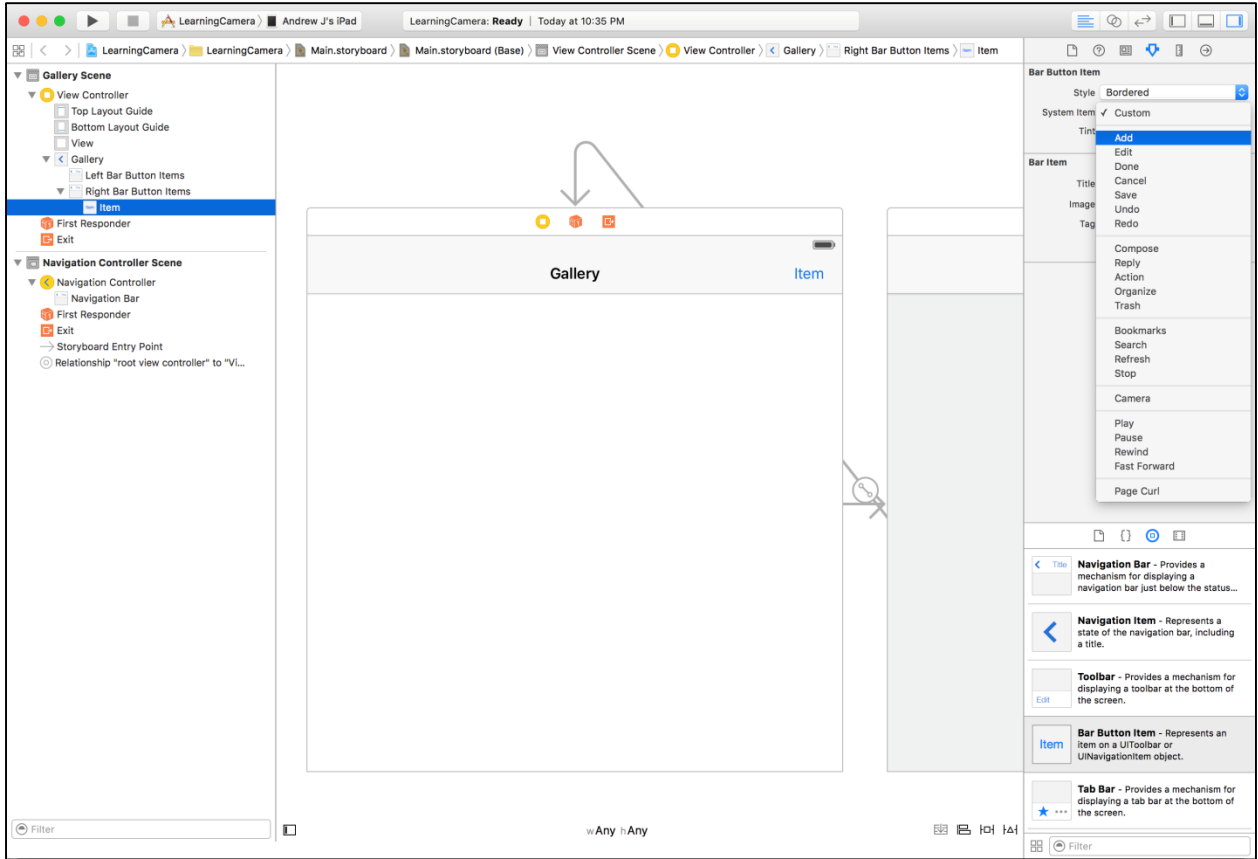 LearningCamera
Andrew J's iPad
LearningCamera: Ready | Today at 10:35 PM
LearningCamera
LearningCamera
Main.storyboard
Main.storyboard (Base)
View Controller Scene
View Controller
Gallery
Right Bar Button Items
Item
Gallery Scene
View Controller
Top Layout Guide
Bottom Layout Guide
View
Gallery
Left Bar Button Items
Right Bar Button Items
Item
First Responder
Exit
Navigation Controller Scene
Navigation Controller
Navigation Bar
First Responder
Exit
Storyboard Entry Point
Relationship "root view controller" to "Vi...
Filter
Gallery
Item
wAny hAny
Bar Button Item
Style Bordered
System Item ✓ Custom
Tint
Add
Edit
Bar Item
Done
Title
Cancel
Save
Image
Undo
Tag
Redo
Compose
Reply
Action
Organize
Trash
Bookmarks
Search
Refresh
Stop
Camera
Play
Pause
Rewind
Fast Forward
Page Curl
{}
Title
Navigation Bar - Provides a
mechanism for displaying a
navigation bar just below the status...
Navigation Item - Represents a
state of the navigation bar, including
a title.
Edit
Toolbar - Provides a mechanism for
displaying a toolbar at the bottom of
the screen.
Item
Bar Button Item - Represents an
item on a UIToolbar or
UINavigationItem object.
Tab Bar - Provides a mechanism for
displaying a tab bar at the bottom of
the screen.
Filter